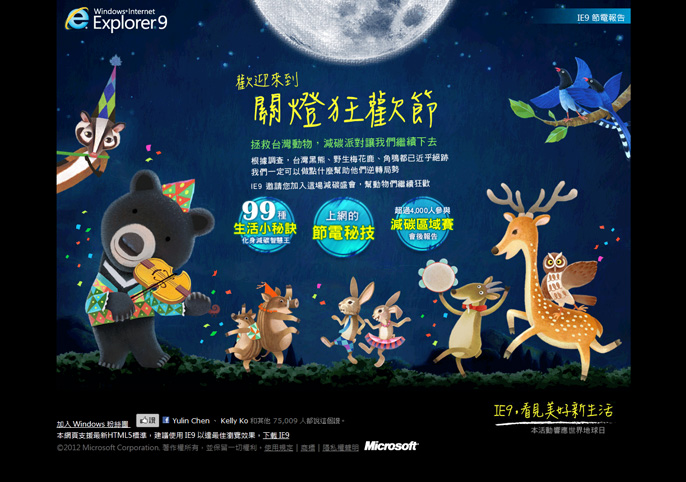 Windows® Internet
Explorer.9
IE9 節電報告
歡迎來到
關燈狂歡節
拯救台灣動物，減碳派對讓我們繼續下去
根據調查，台灣黑熊、野生梅花鹿、角鴞都已近乎絕跡
我們一定可以做點什麼幫助他們逆轉局勢
IE9 邀請您加入這場減碳盛會，幫動物們繼續狂歡
99種
生活小秘訣
化身減碳智慧王
上網的
節電秘技
超過4,000人參與
減碳區域賽
會後報告
IE9，看見美好新生活
本活動響應世界地球日
加入 Windows 粉絲團 讚 Yulin Chen 、 Kelly Ko 和其他 75,009 人都說這個讚。
本網頁支援最新HTML5標準，建議使用 IE9 以達最佳瀏覽效果。下載 IE9
©2012 Microsoft Corporation. 著作權所有，並保留一切權利。使用規定 | 商標 | 隱私權聲明 Microsoft